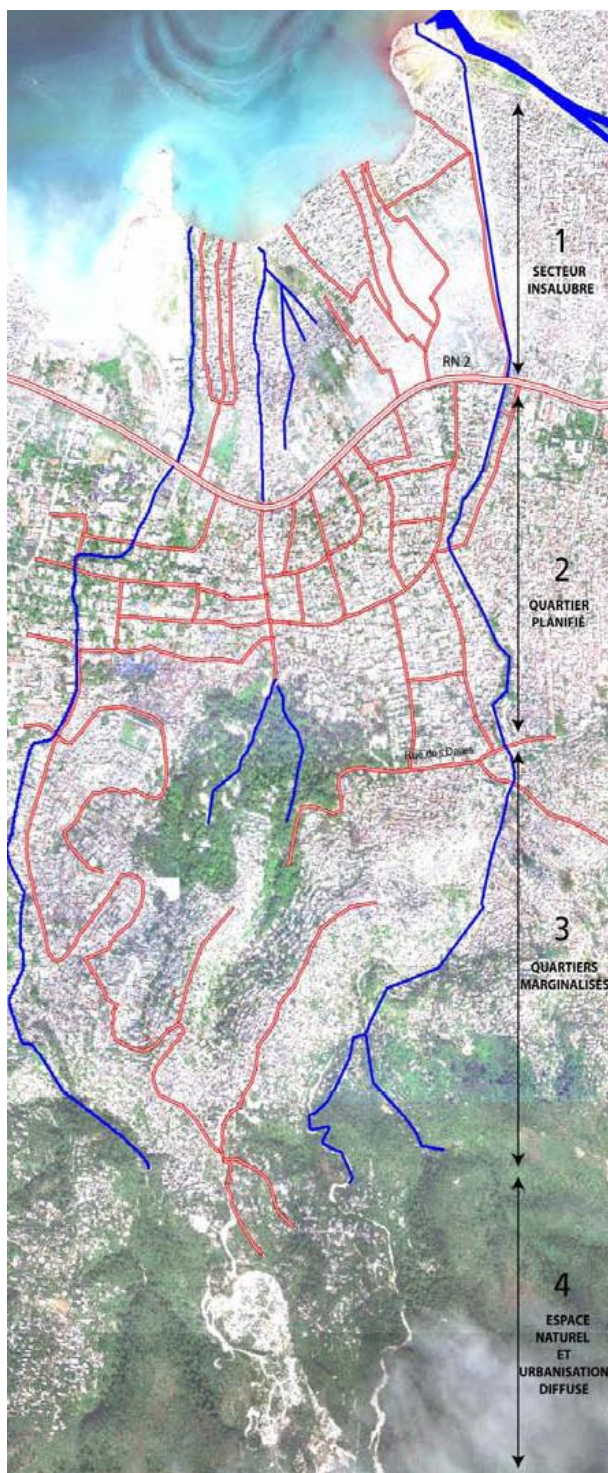 1
SECTEUR
INSALUBRE
RN 2
2
QUARTIER
PLANIFIÉ
Rue des Dalles
3
QUARTIERS
MARGINALISÉS
4
ESPACE
NATUREL
ET
URBANISATION
DIFFUSE